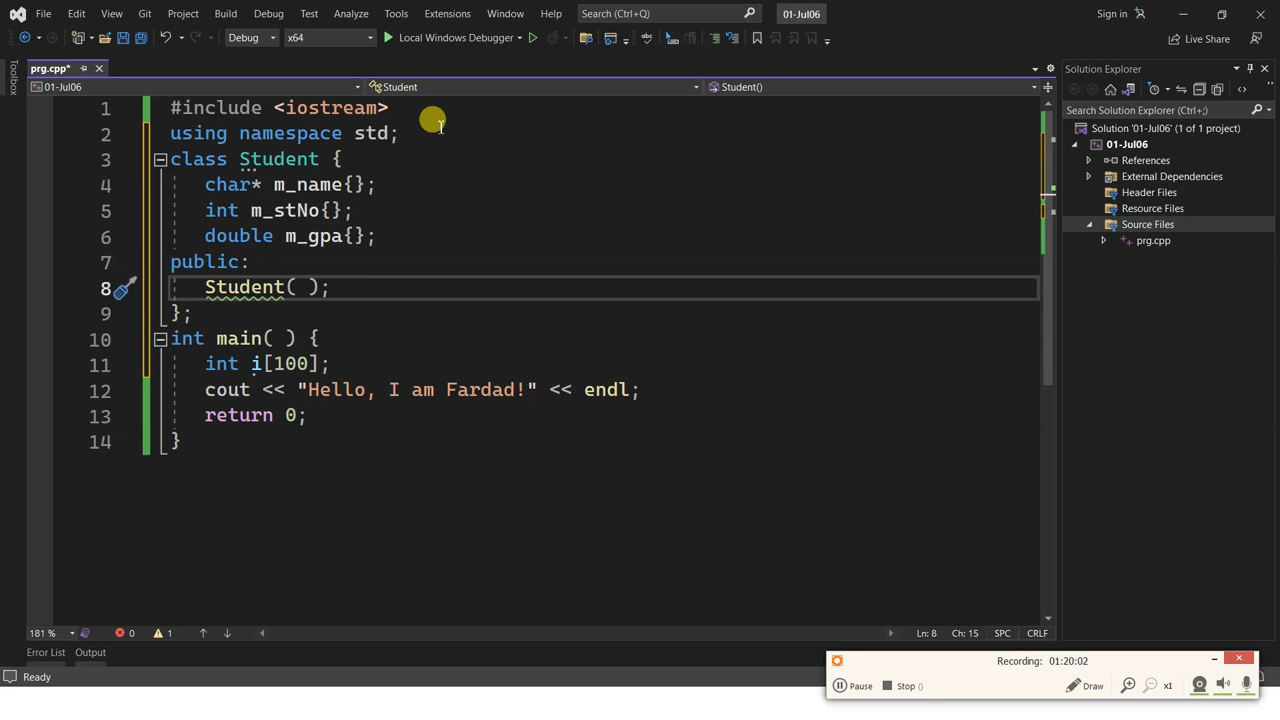 File Edit View Git Project Build Debug Test Analyze Tools Extensions Window Help Search (Ctrl+Q) 01-Jul06 Sign in
Debug x64 Local Windows Debugger Live Share
Toolbox
prg.cpp*
01-Jul06 Student Student()
1 #include <iostream>
2 using namespace std;
3 class Student {
4 char* m_name{};
5 int m_stNo{};
6 double m_gpa{};
7 public:
8 Student( );
9 };
10 int main( ) {
11 int i[100];
12 cout << "Hello, I am Fardad!" << endl;
13 return 0;
14 }
Solution Explorer
Search Solution Explorer (Ctrl+;)
Solution '01-Jul06' (1 of 1 project)
01-Jul06
References
External Dependencies
Header Files
Resource Files
Source Files
prg.cpp
181 % 0 1 Ln: 8 Ch: 15 SPC CRLF
Error List Output
Ready
Recording: 01:20:02
Pause Stop () Draw x1